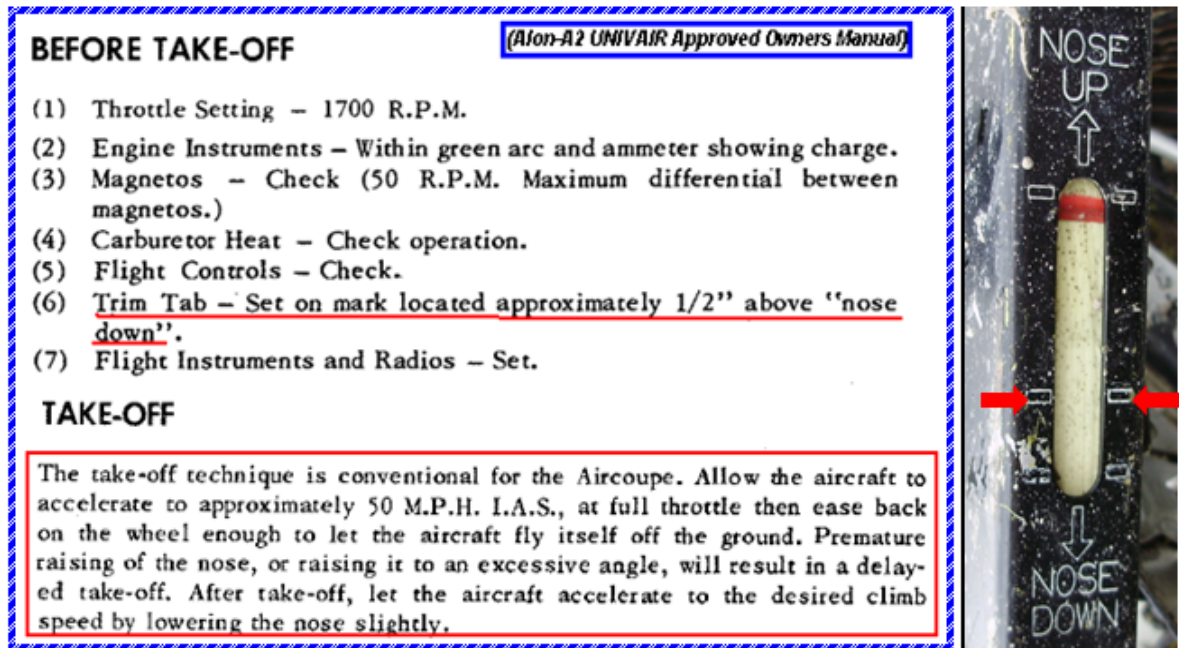 BEFORE TAKE-OFF
(Alon-A2 UNIVAIR Approved Owners Manual)
(1) Throttle Setting – 1700 R.P.M.
(2) Engine Instruments – Within green arc and ammeter showing charge.
(3) Magnetos – Check (50 R.P.M. Maximum differential between
magnetos.)
(4) Carburetor Heat – Check operation.
(5) Flight Controls – Check.
(6) Trim Tab – Set on mark located approximately 1/2” above “nose
down”.
(7) Flight Instruments and Radios – Set.
TAKE-OFF
The take-off technique is conventional for the Aircoupe. Allow the aircraft to
accelerate to approximately 50 M.P.H. I.A.S., at full throttle then ease back
on the wheel enough to let the aircraft fly itself off the ground. Premature
raising of the nose, or raising it to an excessive angle, will result in a delay-
ed take-off. After take-off, let the aircraft accelerate to the desired climb
speed by lowering the nose slightly.
NOSE
UP
NOSE
DOWN